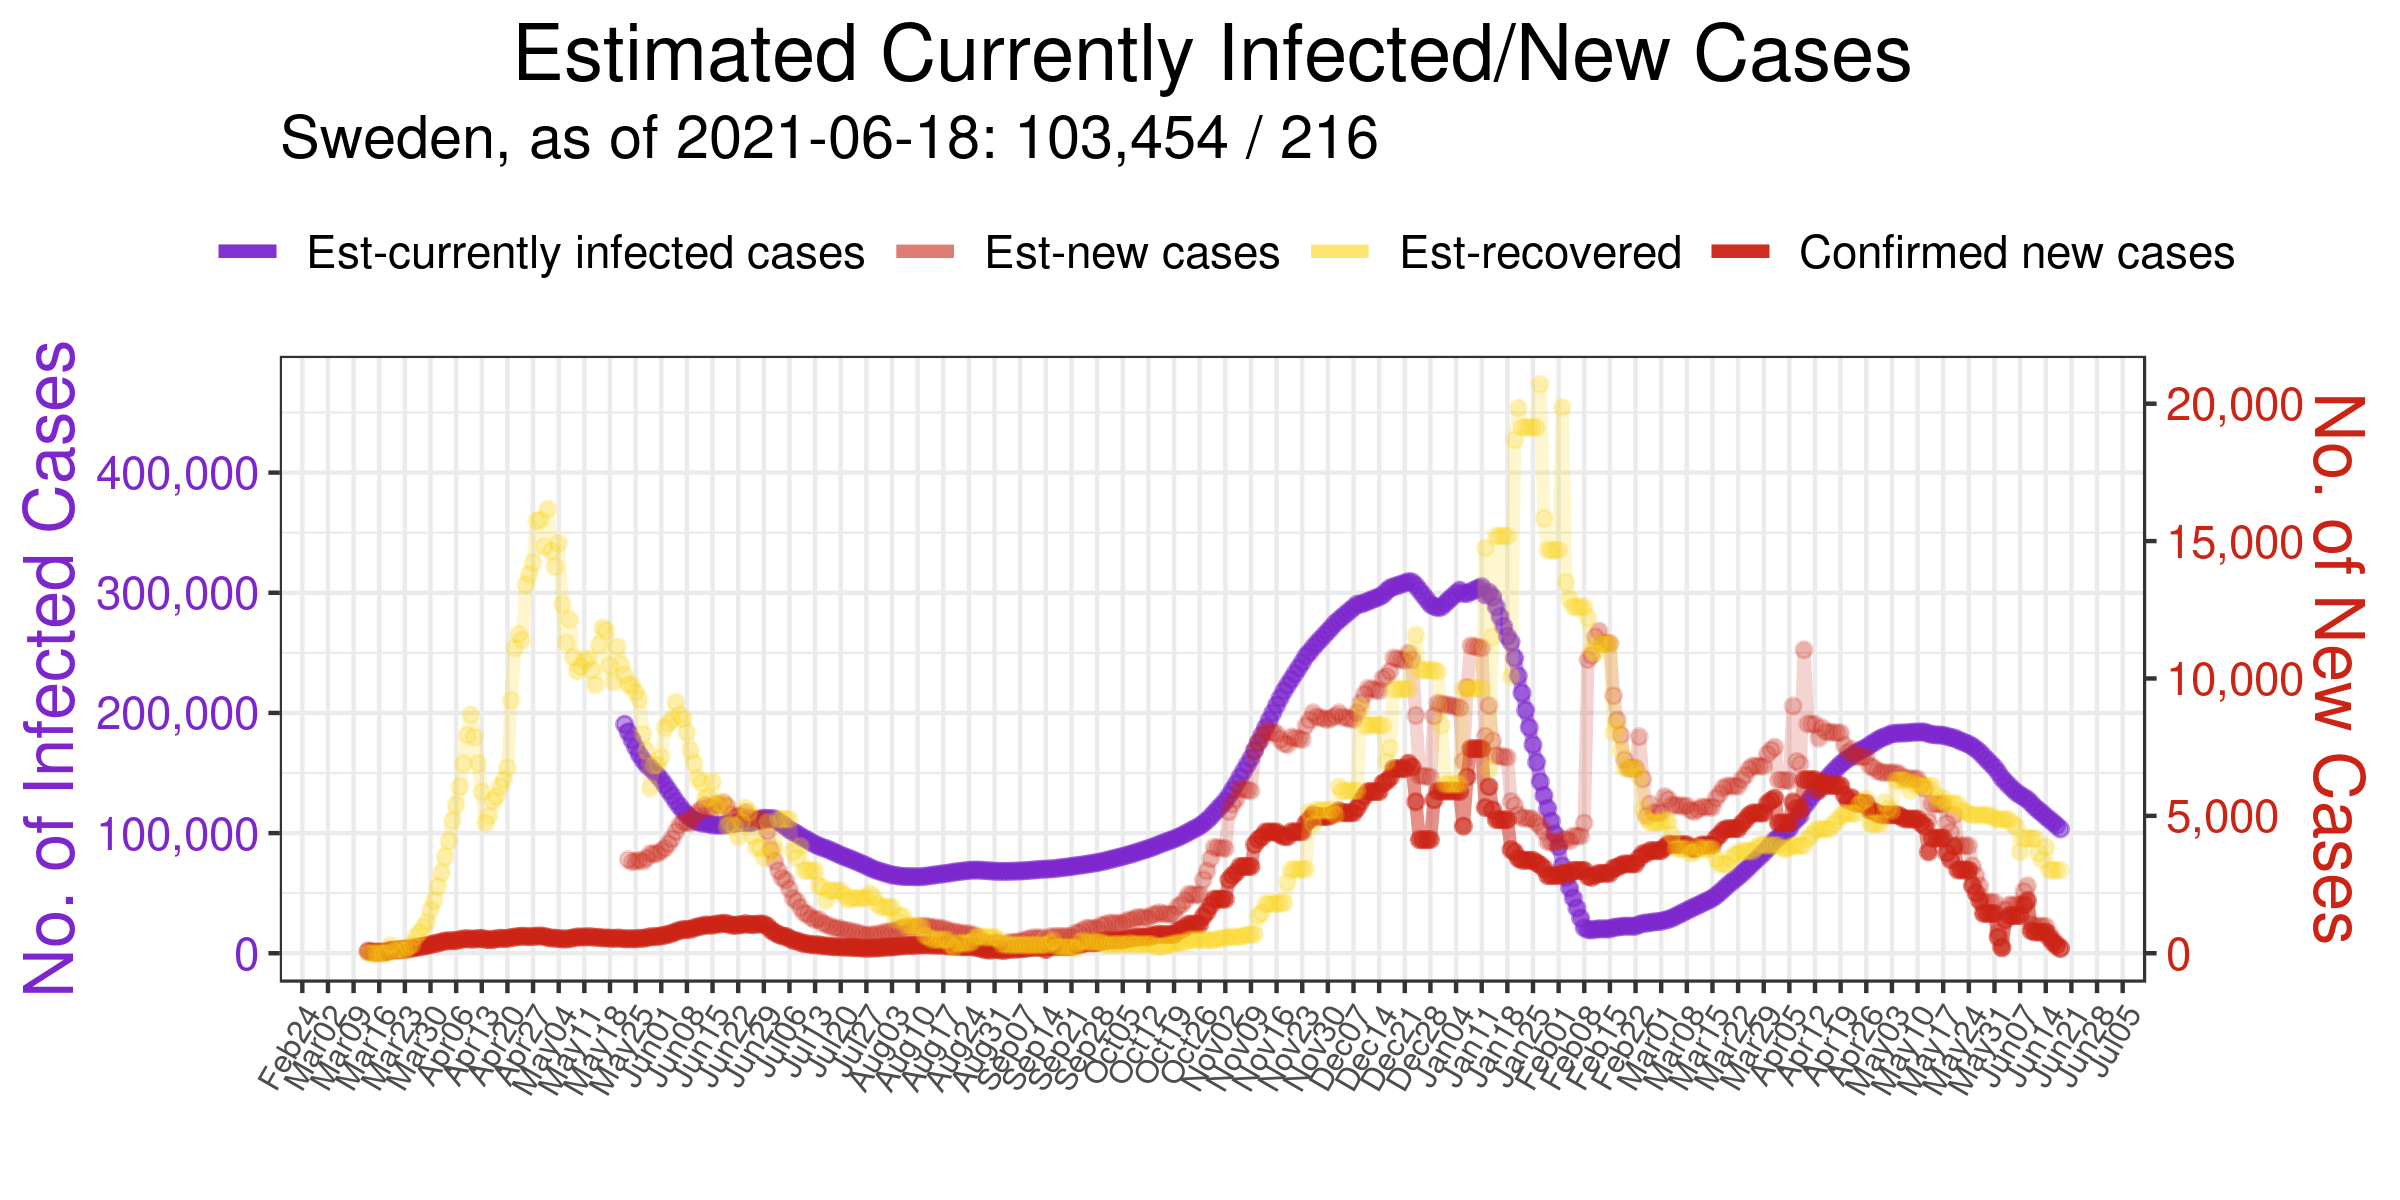 Estimated Currently Infected/New Cases
Sweden, as of 2021-06-18: 103,454 / 216
Est-currently infected cases Est-new cases Est-recovered Confirmed new cases
No. of Infected Cases
400,000
300,000
200,000
100,000
0
20,000
15,000
10,000
5,000
0
No. of New Cases
Feb24 Mar02 Mar09 Mar16 Mar23 Mar30 Apr06 Apr13 Apr20 Apr27 May04 May11 May18 May25 Jun01 Jun08 Jun15 Jun22 Jun29 Jul06 Jul13 Jul20 Jul27 Aug03 Aug10 Aug17 Aug24 Aug31 Sep07 Sep14 Sep21 Sep28 Oct05 Oct12 Oct19 Oct26 Nov02 Nov09 Nov16 Nov23 Nov30 Dec07 Dec14 Dec21 Dec28 Jan04 Jan11 Jan18 Jan25 Feb01 Feb08 Feb15 Feb22 Mar01 Mar08 Mar15 Mar22 Mar29 Apr05 Apr12 Apr19 Apr26 May03 May10 May17 May24 May31 Jun07 Jun14 Jun21 Jun28 Jul05